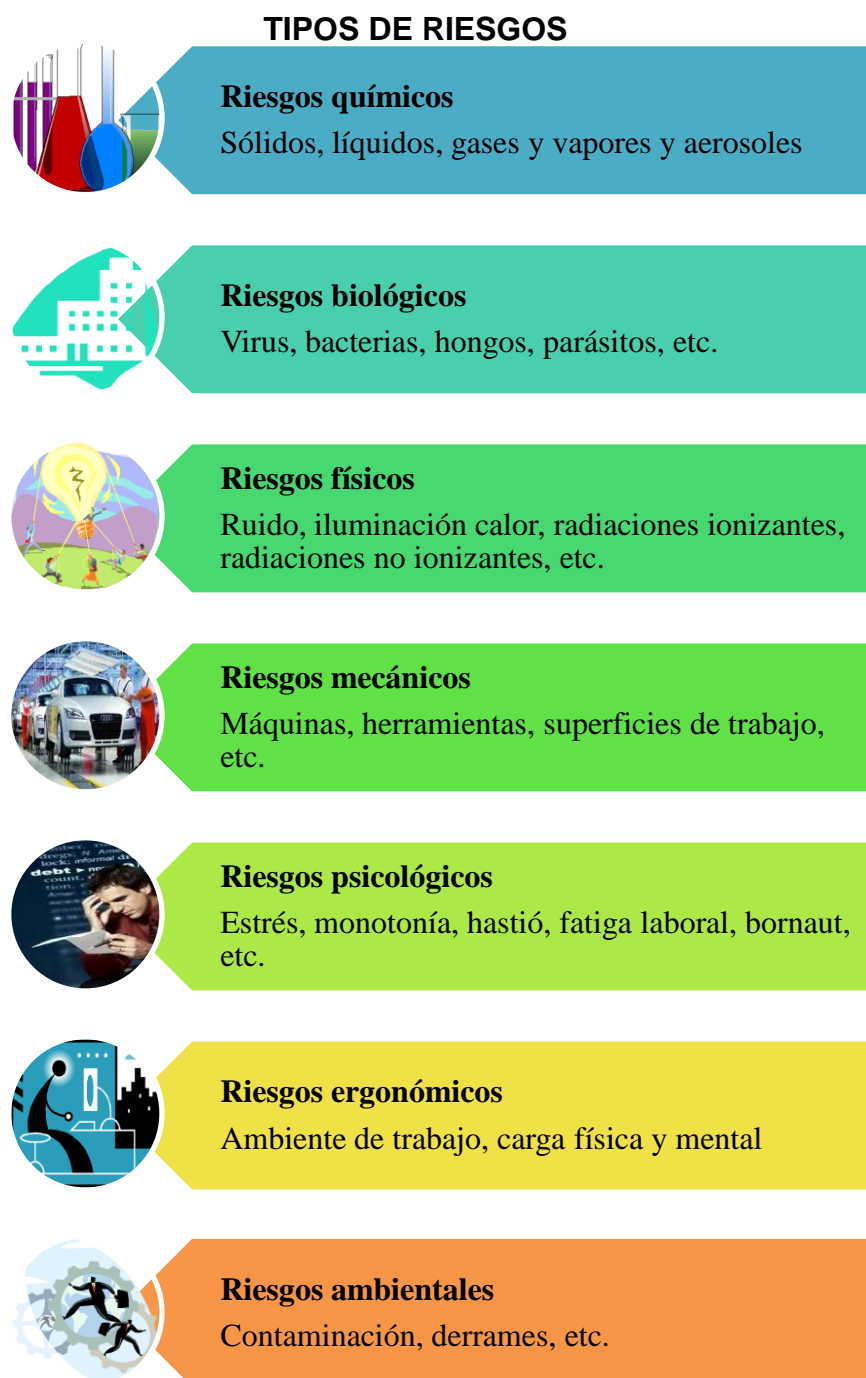 TIPOS DE RIESGOS
Riesgos químicos
Sólidos, líquidos, gases y vapores y aerosoles
Riesgos biológicos
Virus, bacterias, hongos, parásitos, etc.
Riesgos físicos
Ruido, iluminación calor, radiaciones ionizantes,
radiaciones no ionizantes, etc.
Riesgos mecánicos
Máquinas, herramientas, superficies de trabajo,
etc.
debt
Riesgos psicológicos
Estrés, monotonía, hastió, fatiga laboral, bornaut,
etc.
Riesgos ergonómicos
Ambiente de trabajo, carga física y mental
Riesgos ambientales
Contaminación, derrames, etc.